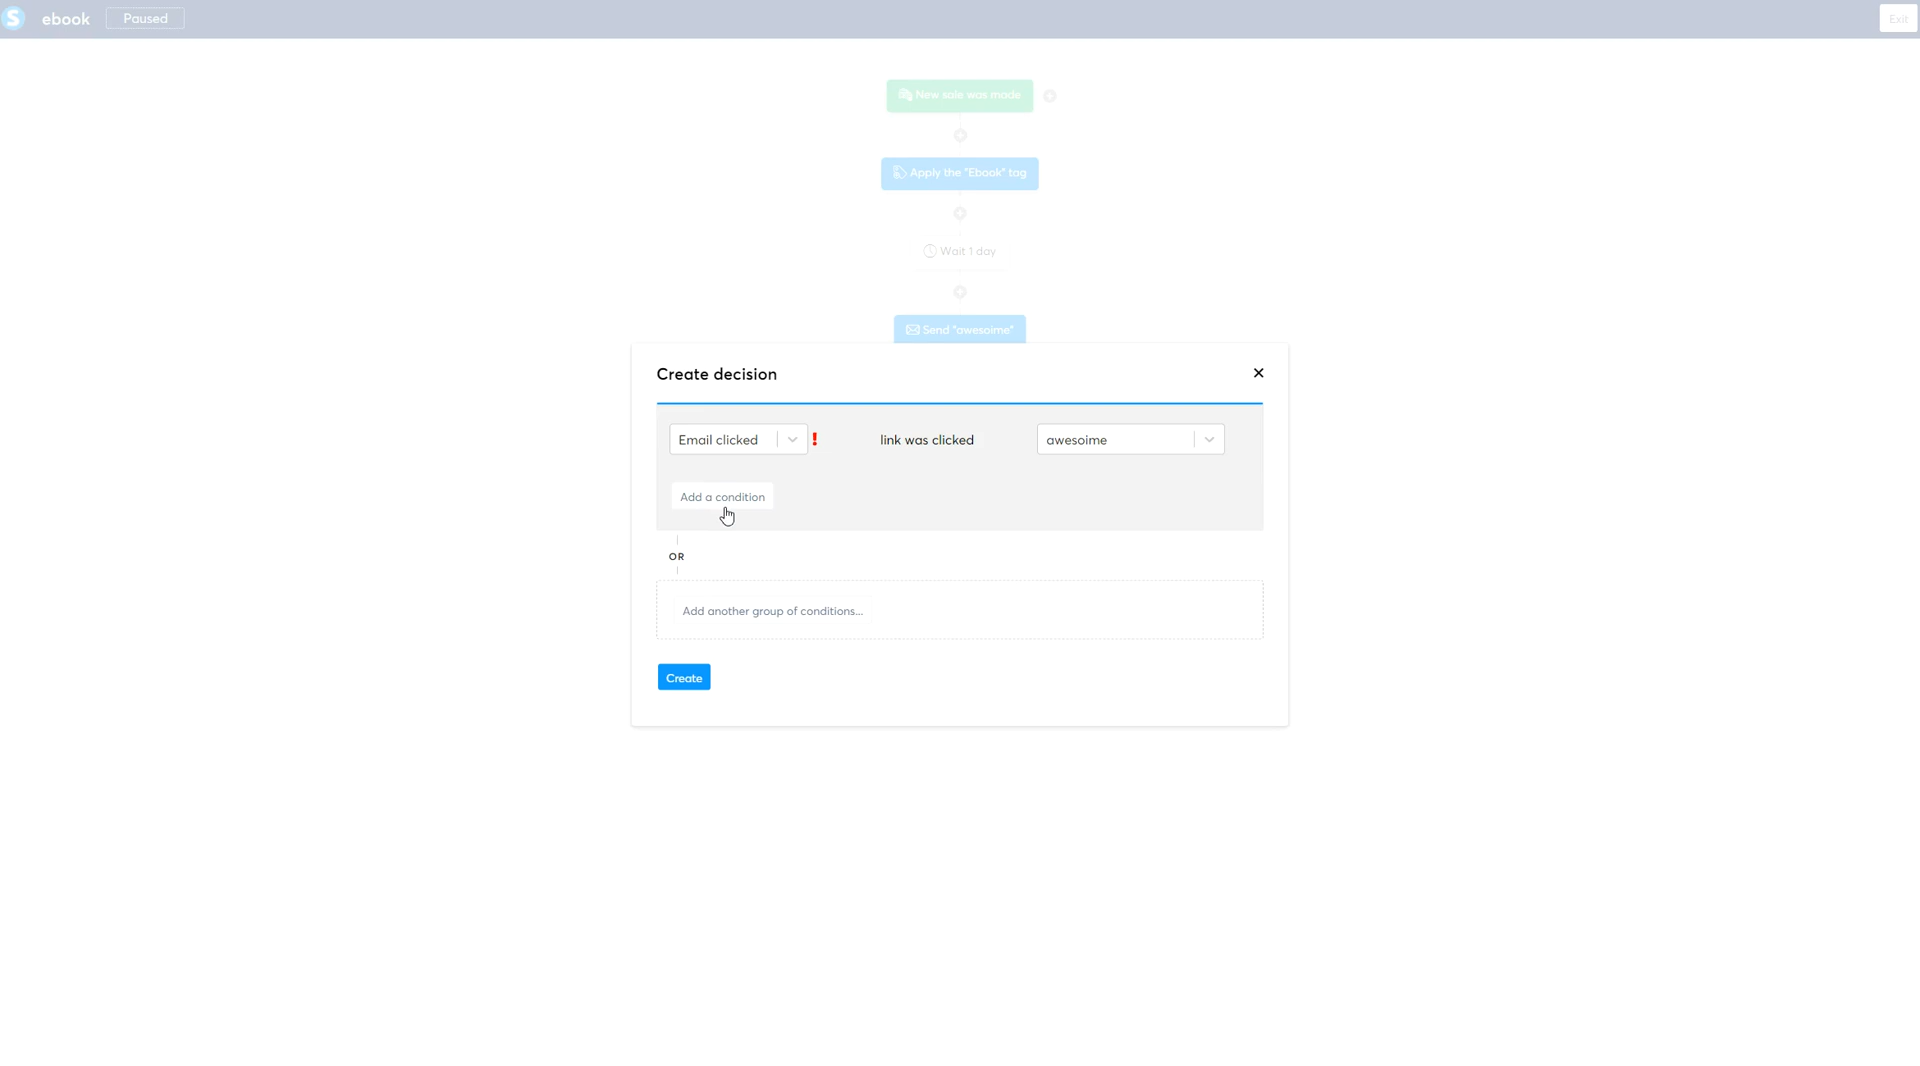 S ebook Paused Exit
New sale was made
Apply the "Ebook" tag
Wait 1 day
Send "awesoime"
Create decision
Email clicked ! link was clicked awesoime
Add a condition
OR
Add another group of conditions...
Create